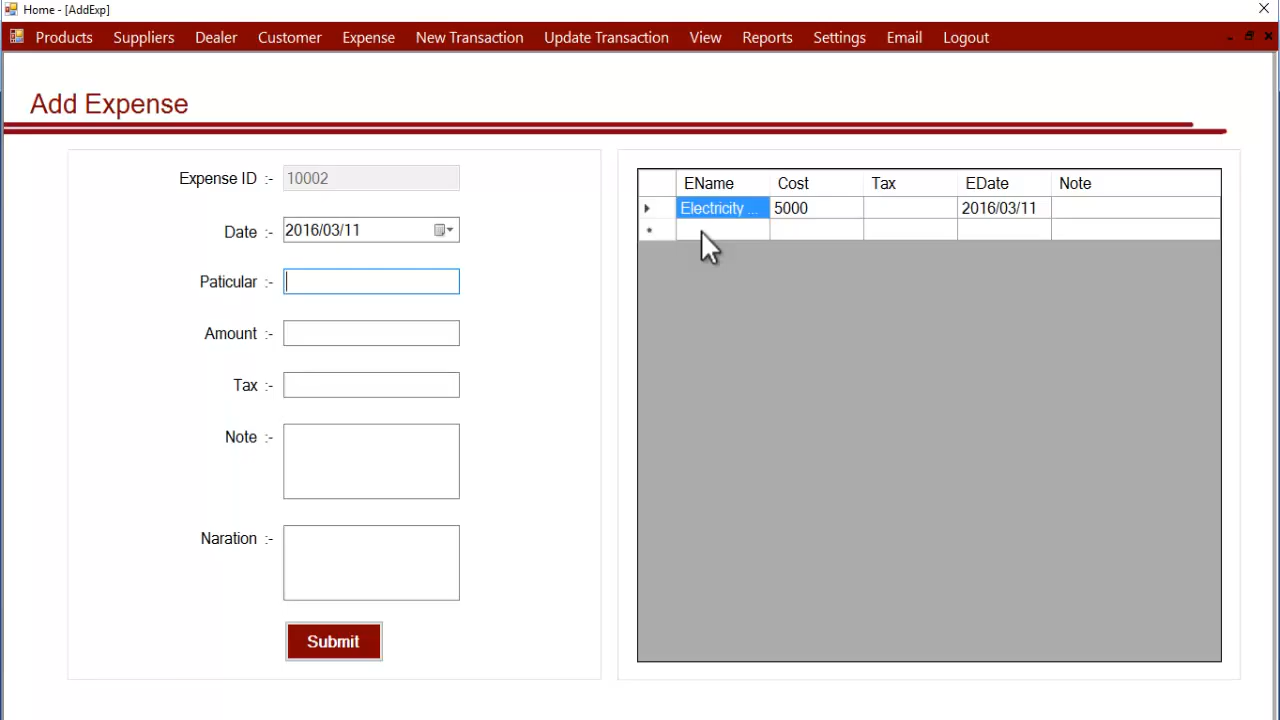 Home - [AddExp]
Products Suppliers Dealer Customer Expense New Transaction Update Transaction View Reports Settings Email Logout
Add Expense
Expense ID :- 10002
Date :- 2016/03/11
Paticular :-
Amount :-
Tax :-
Note :-
Naration :-
Submit
EName Cost Tax EDate Note
Electricity ... 5000 2016/03/11